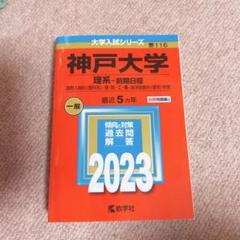 大学入試シリーズ
116
神戸大学
理系-前期日程
一般
最近5カ年
傾向と対策
過去問
解答
2023
教学社